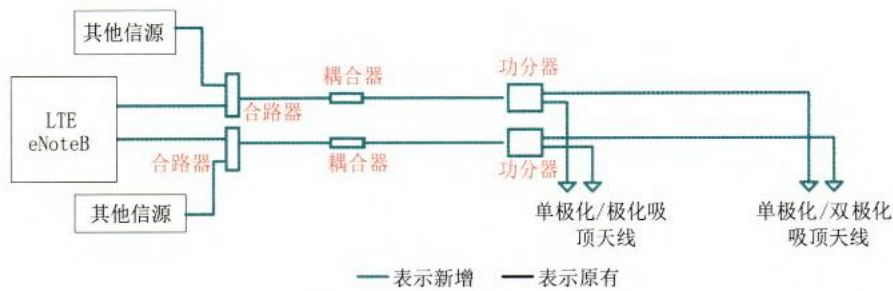 其他信源
耦合器
功分器
合路器
LTE
eNoteB
合路器
耦合器
功分器
其他信源
单极化/极化吸
顶天线
单极化/双极化
吸顶天线
表示新增
表示原有